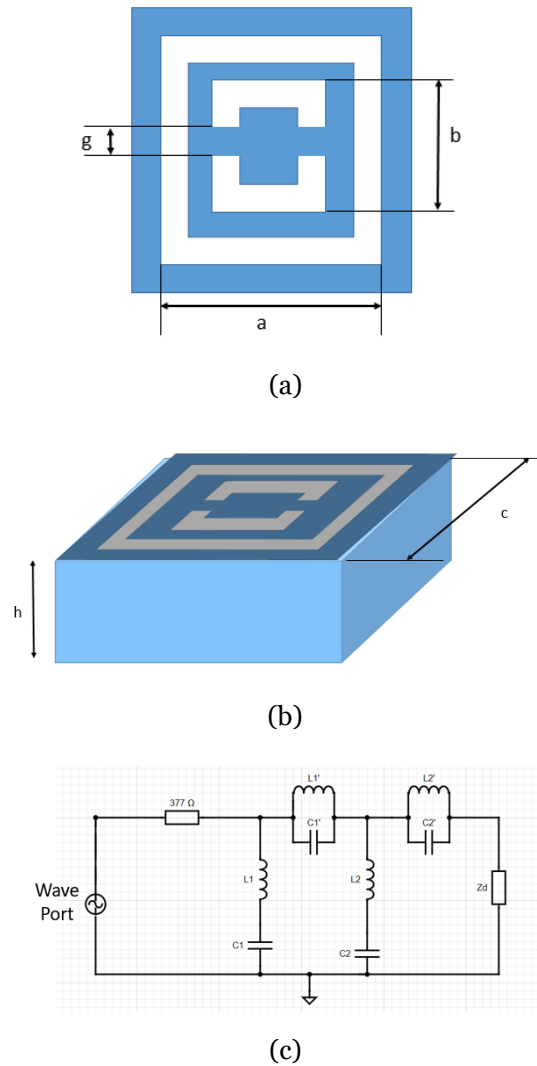 g
b
a
(a)
c
h
(b)
L1'
L2'
377 Ω
C1'
C2'
L1
L2
Zd
Wave
Port
C1
C2
(c)